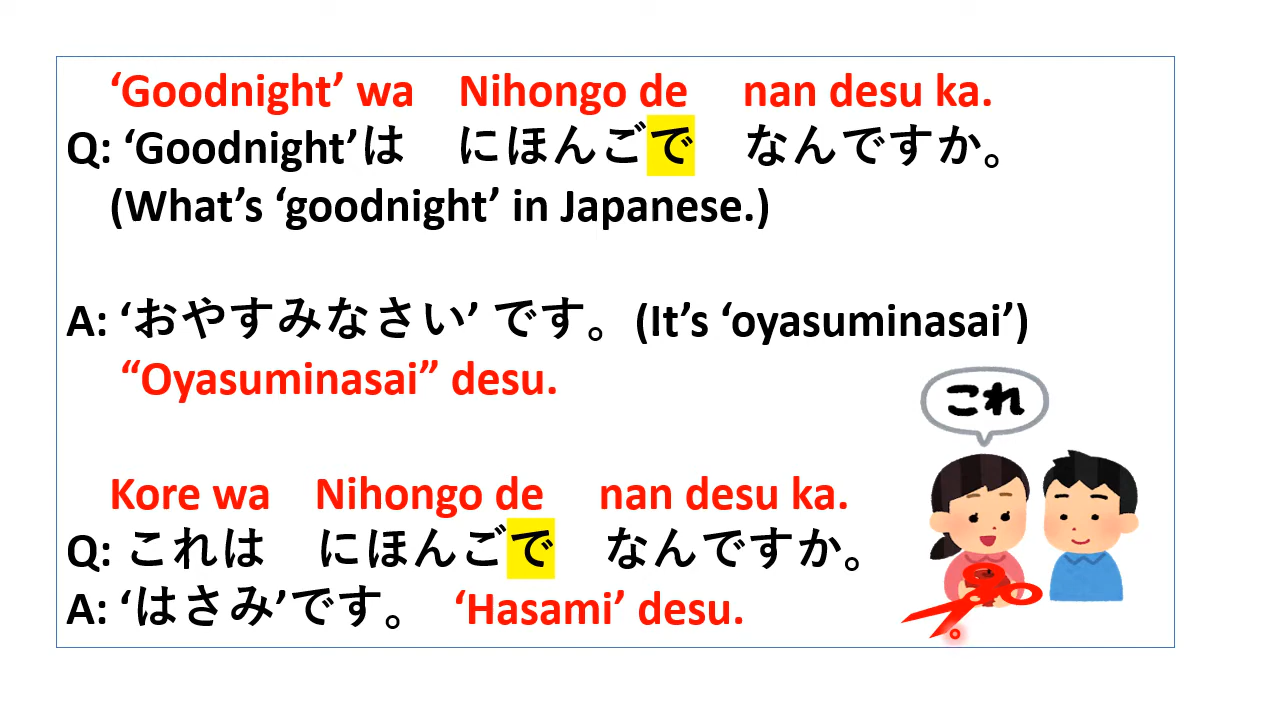 ‘Goodnight’ wa Nihongo de nan desu ka.
Q: ‘Goodnight’は にほんごで なんですか。
(What’s ‘goodnight’ in Japanese.)
A: ‘おやすみなさい’ です。(It’s ‘oyasuminasai’)
“Oyasuminasai” desu.
これ
Kore wa Nihongo de nan desu ka.
Q: これは にほんごで なんですか。
A: ‘はさみ’です。 ‘Hasami’ desu.